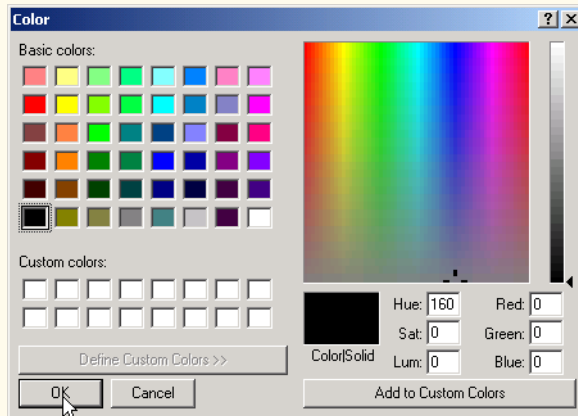 Color
Basic colors:
Custom colors:
Define Custom Colors >>
OK
Cancel
Color|Solid
Hue: 160
Sat: 0
Lum: 0
Red: 0
Green: 0
Blue: 0
Add to Custom Colors